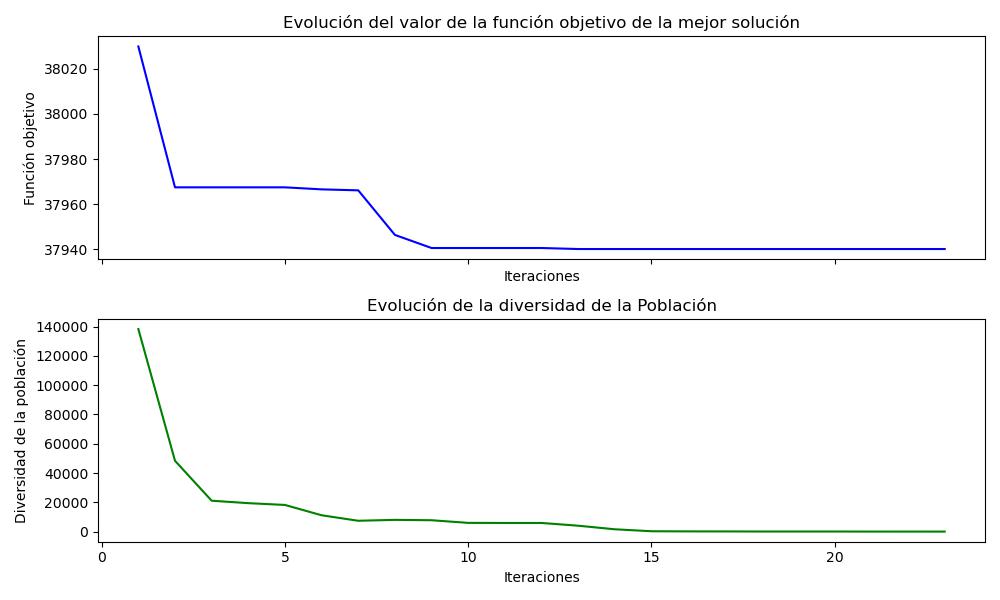 Evolución del valor de la función objetivo de la mejor solución
Función objetivo
38020
38000
37980
37960
37940
Iteraciones
Evolución de la diversidad de la Población
Diversidad de la población
140000
120000
100000
80000
60000
40000
20000
0
0 5 10 15 20
Iteraciones